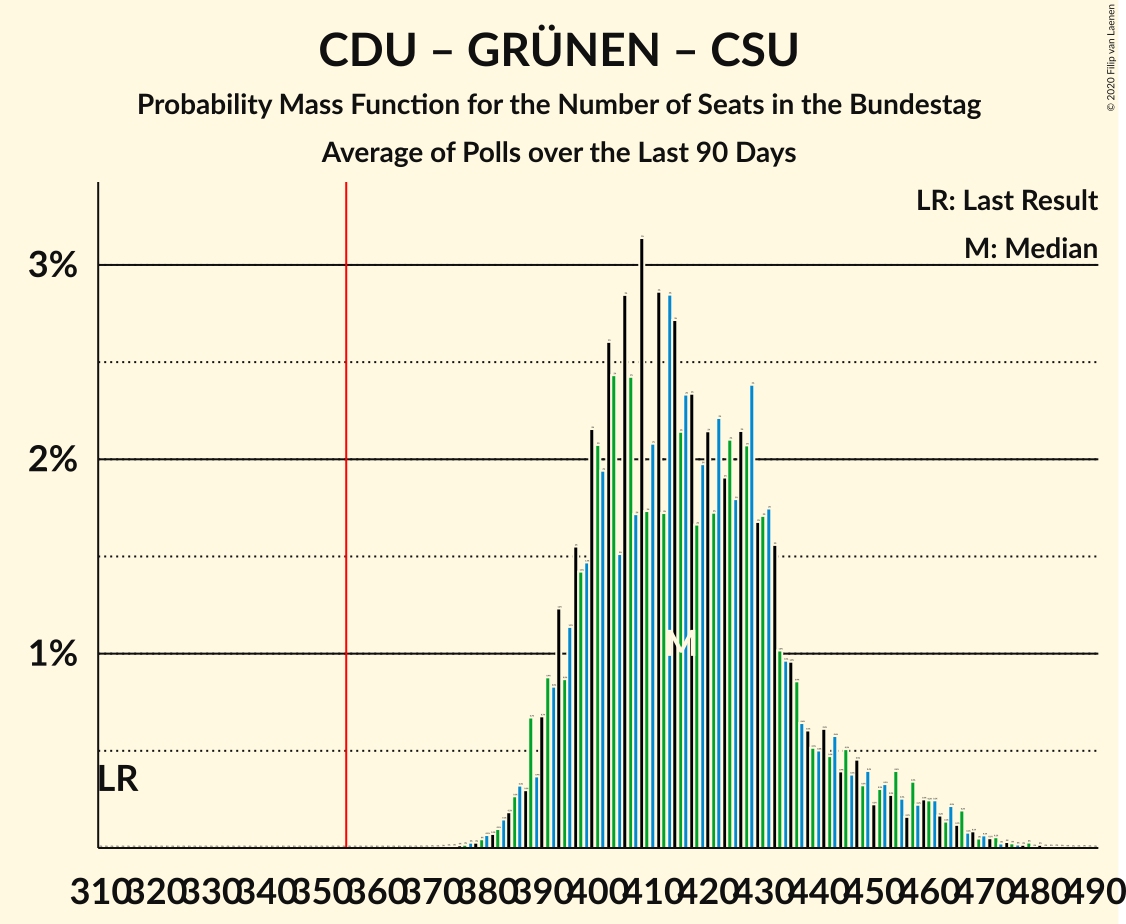 CDU – GRÜNEN – CSU
Probability Mass Function for the Number of Seats in the Bundestag
Average of Polls over the Last 90 Days
© 2020 Filip van Laenen
LR: Last Result
M: Median
3%
2%
1%
M
LR
310 320 330 340 350 360 370 380 390 400 410 420 430 440 450 460 470 480 490